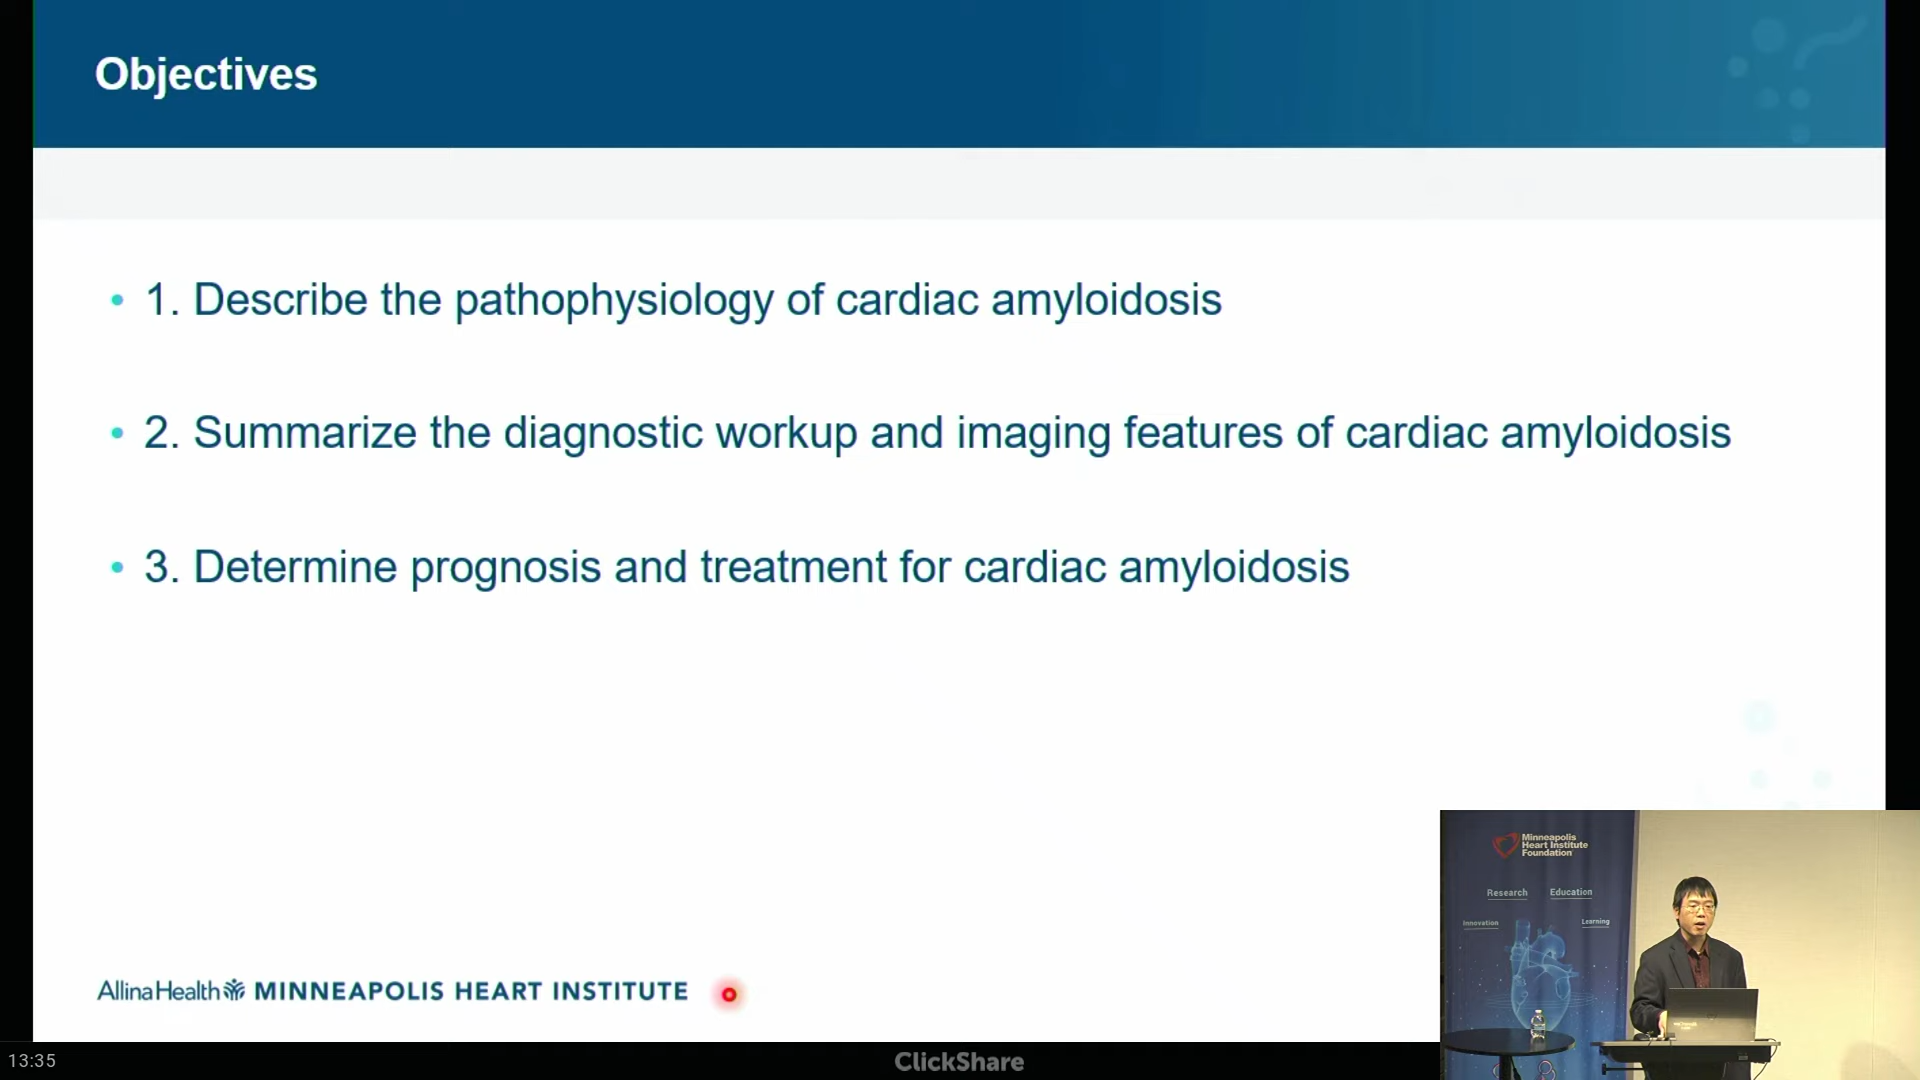 Objectives
• 1. Describe the pathophysiology of cardiac amyloidosis
• 2. Summarize the diagnostic workup and imaging features of cardiac amyloidosis
• 3. Determine prognosis and treatment for cardiac amyloidosis
AllinaHealth MINNEAPOLIS HEART INSTITUTE
Minneapolis
Heart Institute
Foundation
Research Education
Innovation Learning
13:35
ClickShare